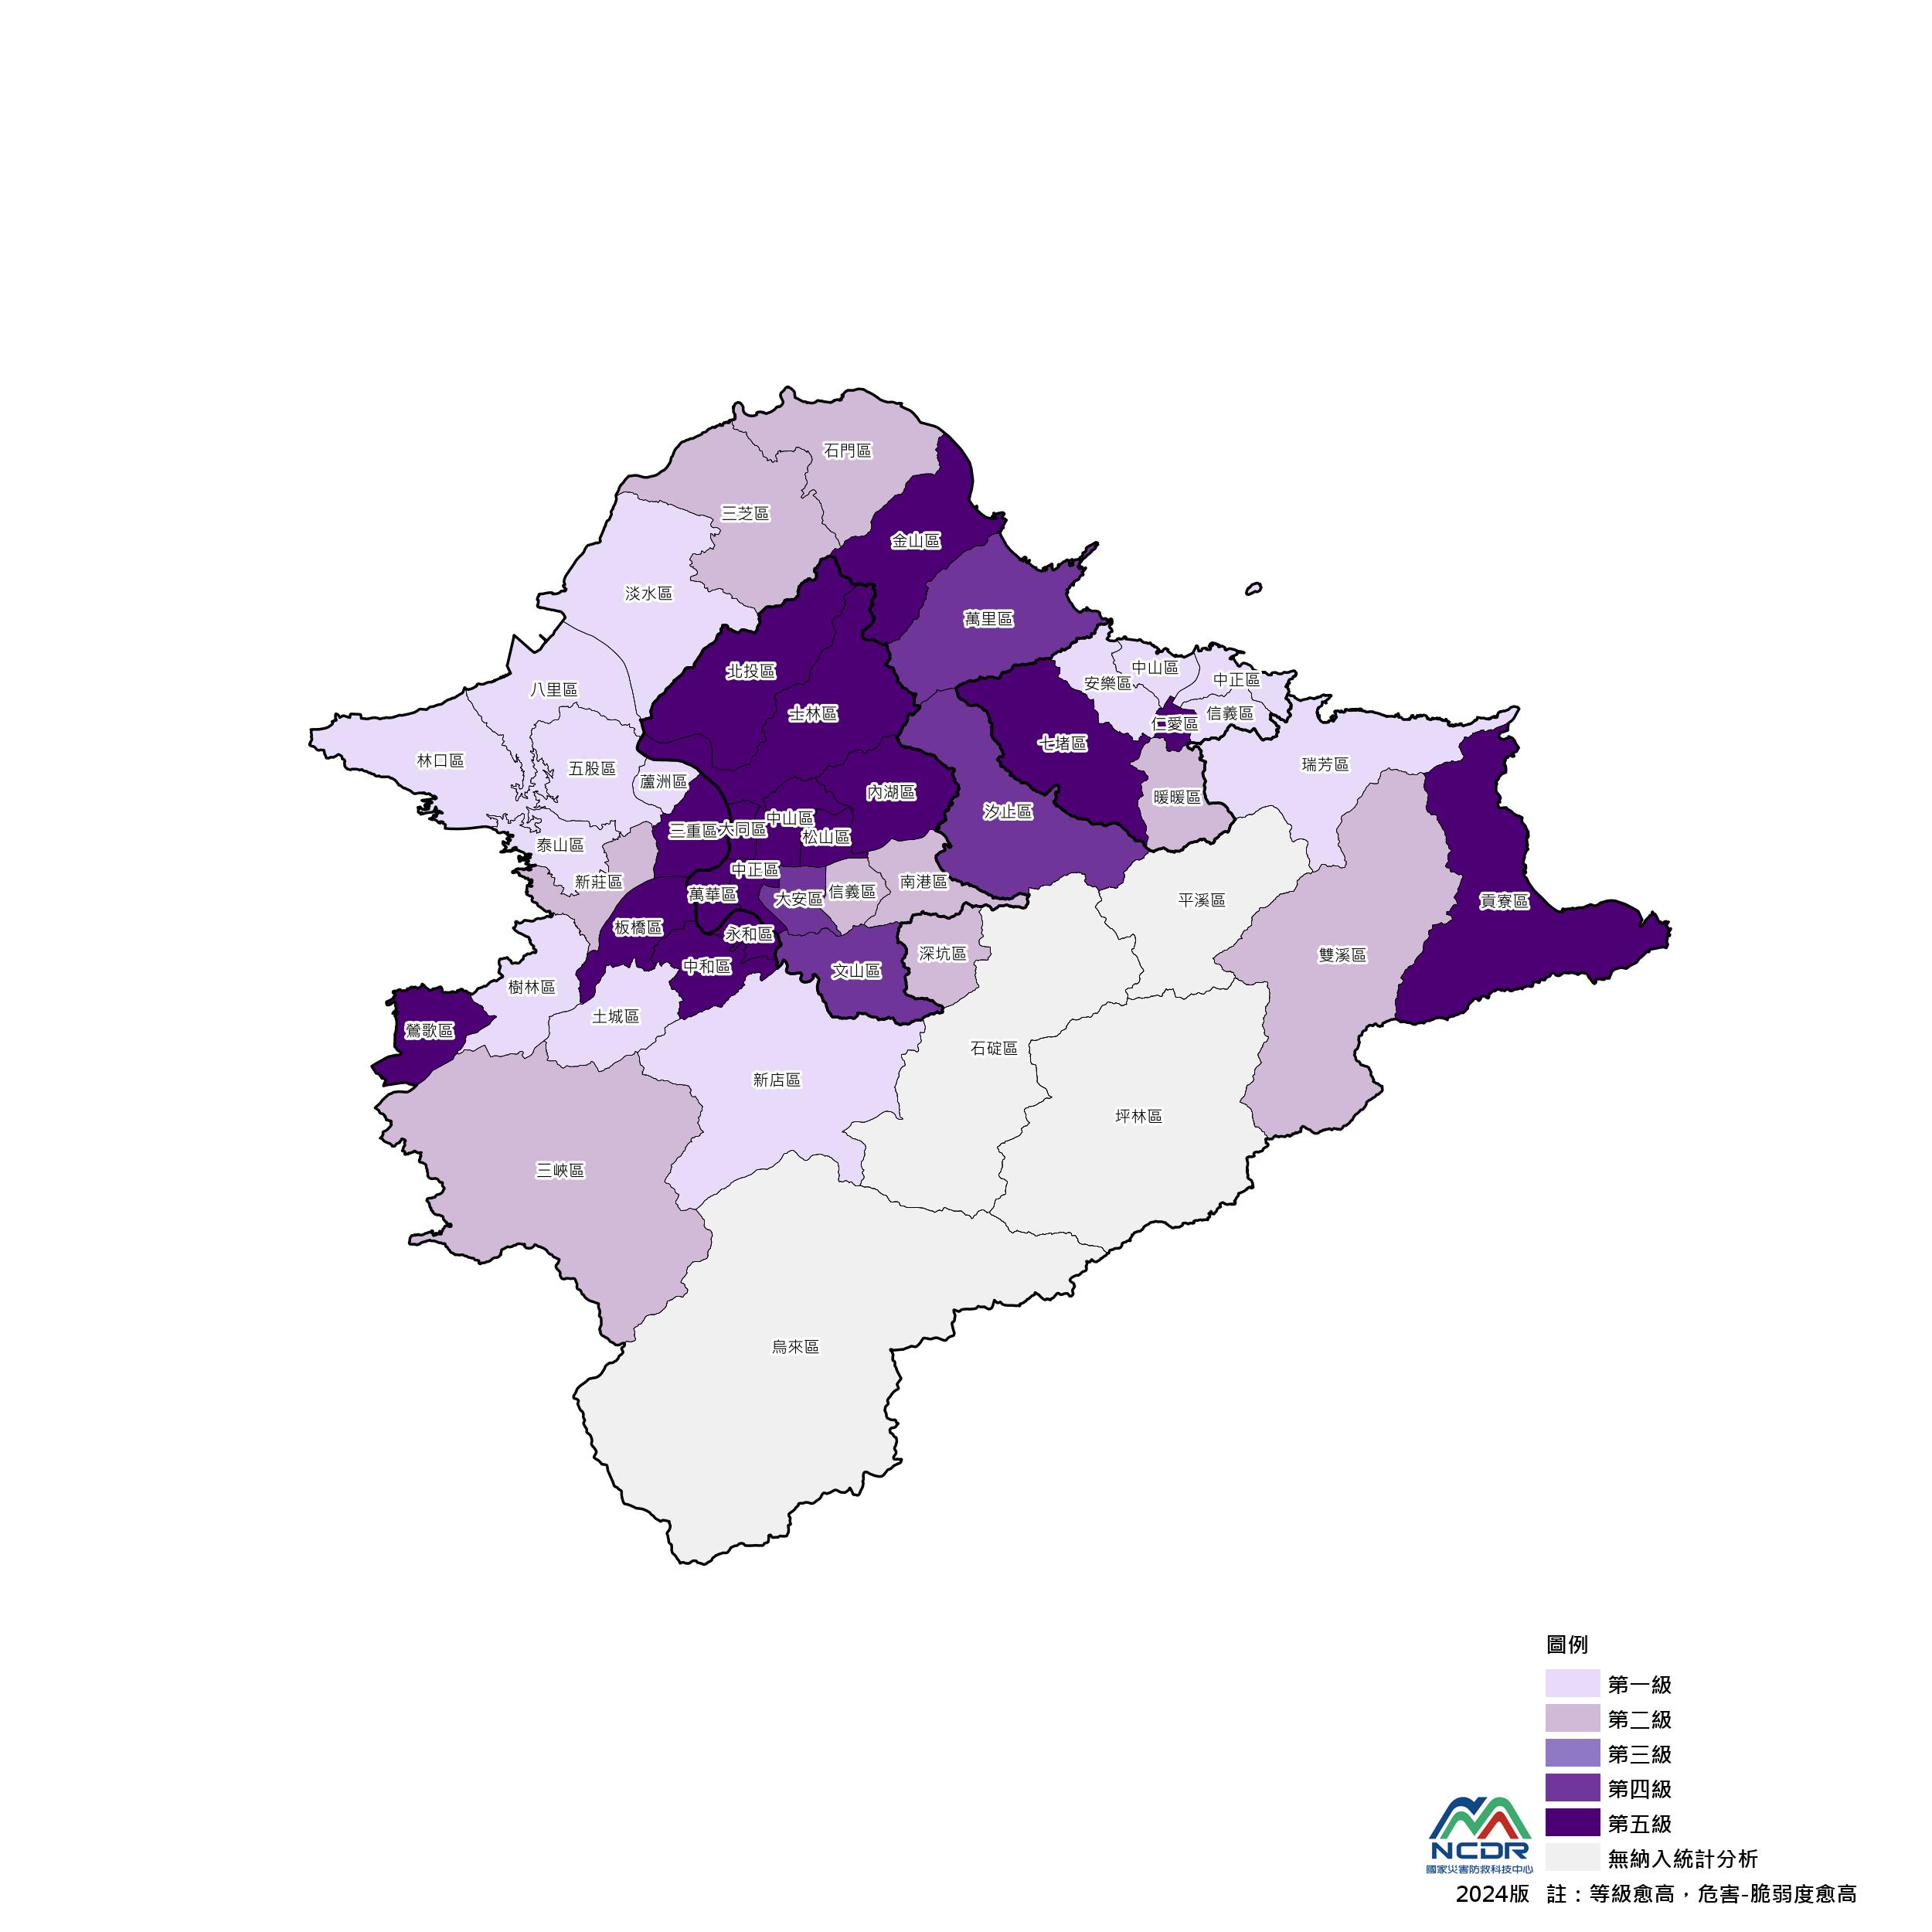 石門區
三芝區
金山區
淡水區
萬里區
北投區
中山區
中正區
安樂區
八里區
士林區
信義區
仁愛區
七堵區
林口區
五股區
蘆洲區
瑞芳區
內湖區
暖暖區
汐止區
三重區
大同區
中山區
松山區
泰山區
中正區
新莊區
萬華區
大安區
信義區
南港區
平溪區
貢寮區
板橋區
永和區
深坑區
雙溪區
中和區
文山區
樹林區
土城區
鶯歌區
石碇區
新店區
坪林區
三峽區
烏來區
圖例
第一級
第二級
第三級
第四級
第五級
無納入統計分析
NCDR
國家災害防救科技中心
2024版 註：等級愈高，危害-脆弱度愈高